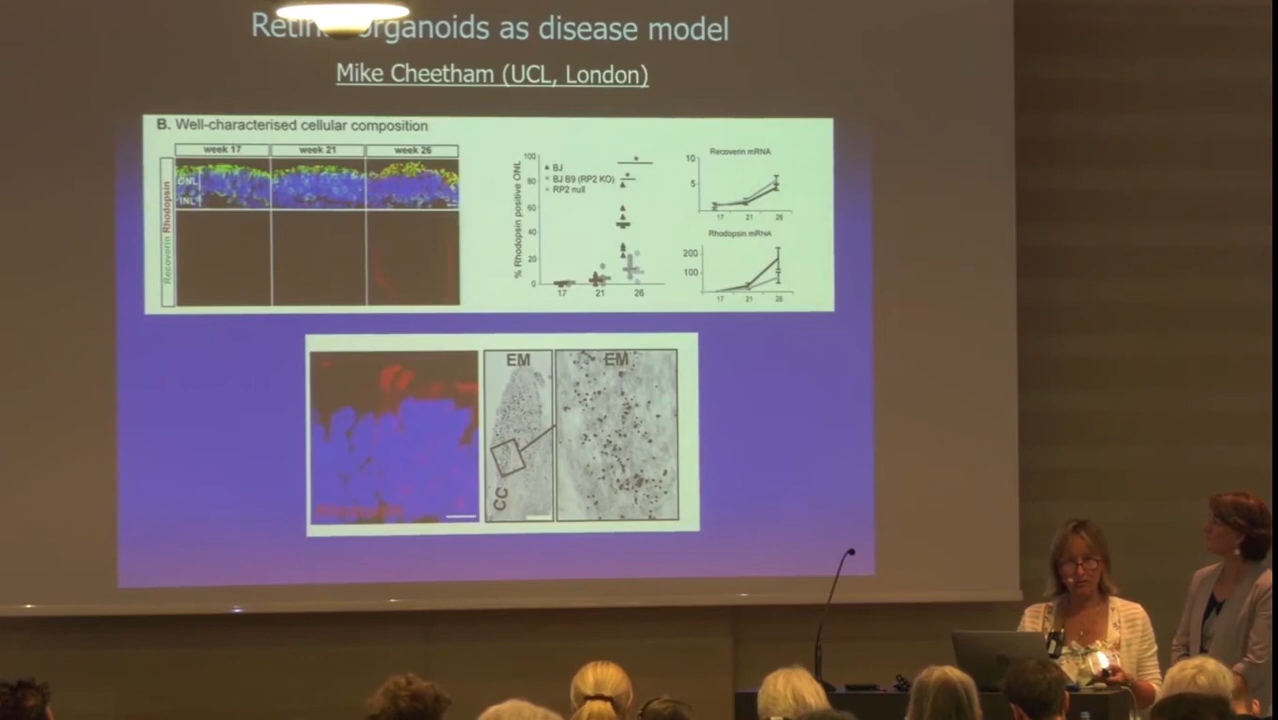 Retin organoids as disease model
Mike Cheetham (UCL, London)
B. Well-characterised cellular composition
week 17 week 21 week 26
Recoverin Rhodopsin
ONL
INL
% Rhodopsin positive ONL
100
80
60
40
20
0
17 21 26
BJ
BJ B9 (RP2 KO)
RP2 null
* *
Recoverin mRNA
10
5
17 21 26
Rhodopsin mRNA
200
100
17 21 26
EM
CC
EM